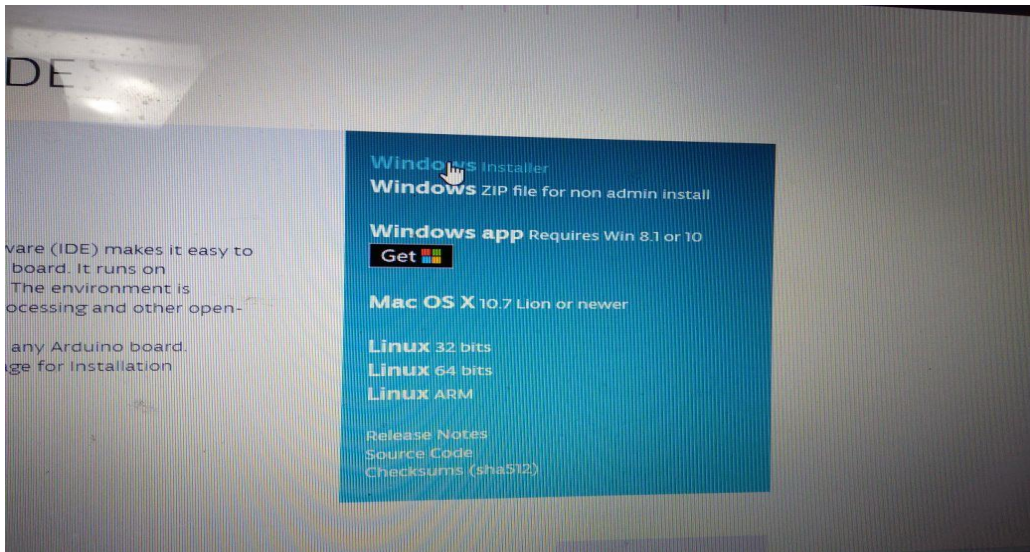 DE
ware (IDE) makes it easy to
board. It runs on
The environment is
ocessing and other open-
any Arduino board.
ge for Installation
Windows Installer
Windows ZIP file for non admin install
Windows app Requires Win 8.1 or 10
Get
Mac OS X 10.7 Lion or newer
Linux 32 bits
Linux 64 bits
Linux ARM
Release Notes
Source Code
Checksums (sha512)